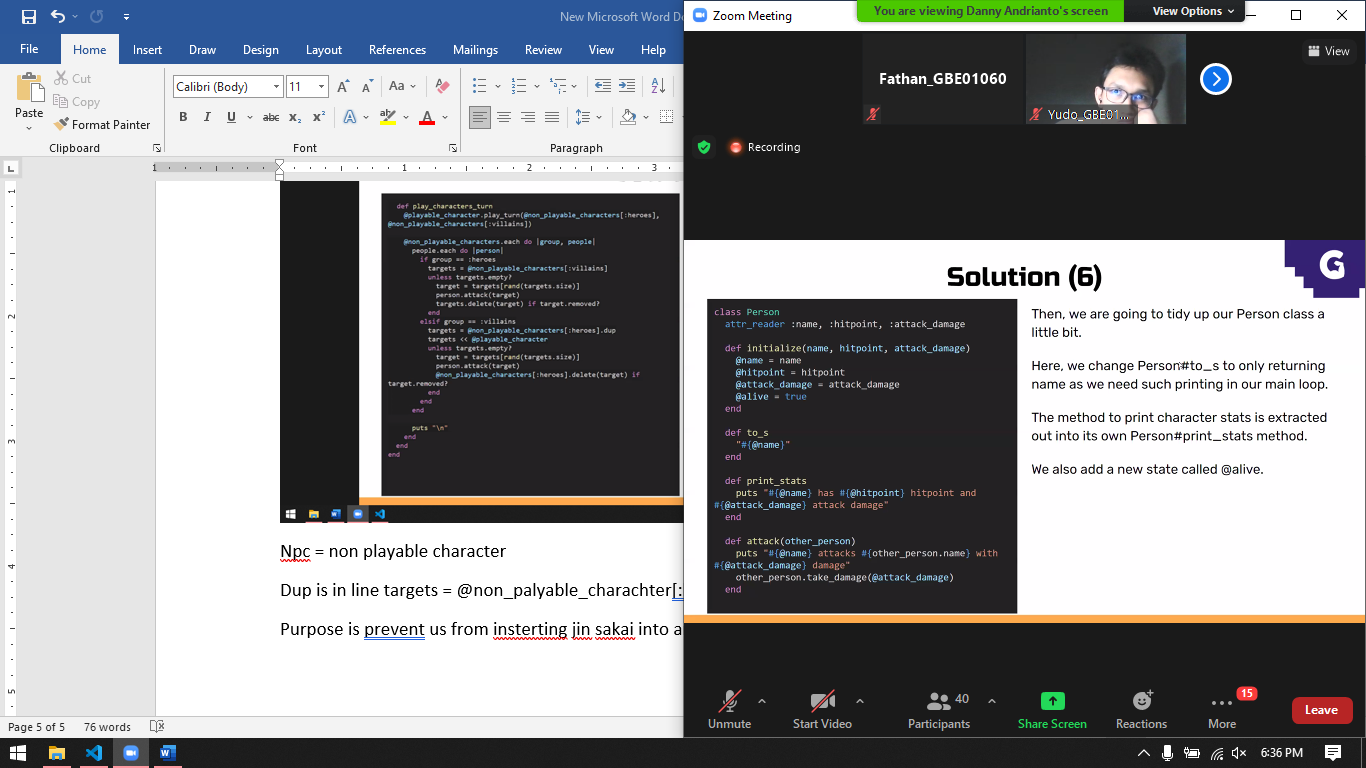 New Microsoft Word D
File Home Insert Draw Design Layout References Mailings Review View Help
Cut
Copy
Format Painter
Paste
Calibri (Body) 11
Clipboard Font Paragraph
def play_characters_turn
@playable_character.play_turn(@non_playable_characters[:heroes],
@non_playable_characters[:villains])
@non_playable_characters.each do |group, people|
people.each do |person|
if group == :heroes
targets = @non_playable_characters[:villains]
unless targets.empty?
target = targets[rand(targets.size)]
person.attack(target)
targets.delete(target) if target.removed?
end
elsif group == :villains
targets = @non_playable_characters[:heroes].dup
targets << @playable_character
unless targets.empty?
target = targets[rand(targets.size)]
person.attack(target)
@non_playable_characters[:heroes].delete(target) if
target.removed?
end
end
end
puts "\n"
end
end
end
Npc = non playable character
Dup is in line targets = @non_palyable_charachter[:
Purpose is prevent us from insterting jin sakai into a
Page 5 of 5 76 words
Zoom Meeting
You are viewing Danny Andrianto's screen View Options
Fathan_GBE01060
Yudo_GBE01...
View
Recording
Solution (6)
G
class Person
attr_reader :name, :hitpoint, :attack_damage
def initialize(name, hitpoint, attack_damage)
@name = name
@hitpoint = hitpoint
@attack_damage = attack_damage
@alive = true
end
def to_s
"#{@name}"
end
def print_stats
puts "#{@name} has #{@hitpoint} hitpoint and
#{@attack_damage} attack damage"
end
def attack(other_person)
puts "#{@name} attacks #{other_person.name} with
#{@attack_damage} damage"
other_person.take_damage(@attack_damage)
end
Then, we are going to tidy up our Person class a
little bit.
Here, we change Person#to_s to only returning
name as we need such printing in our main loop.
The method to print character stats is extracted
out into its own Person#print_stats method.
We also add a new state called @alive.
Unmute Start Video Participants 40 Share Screen Reactions More 15 Leave
6:36 PM